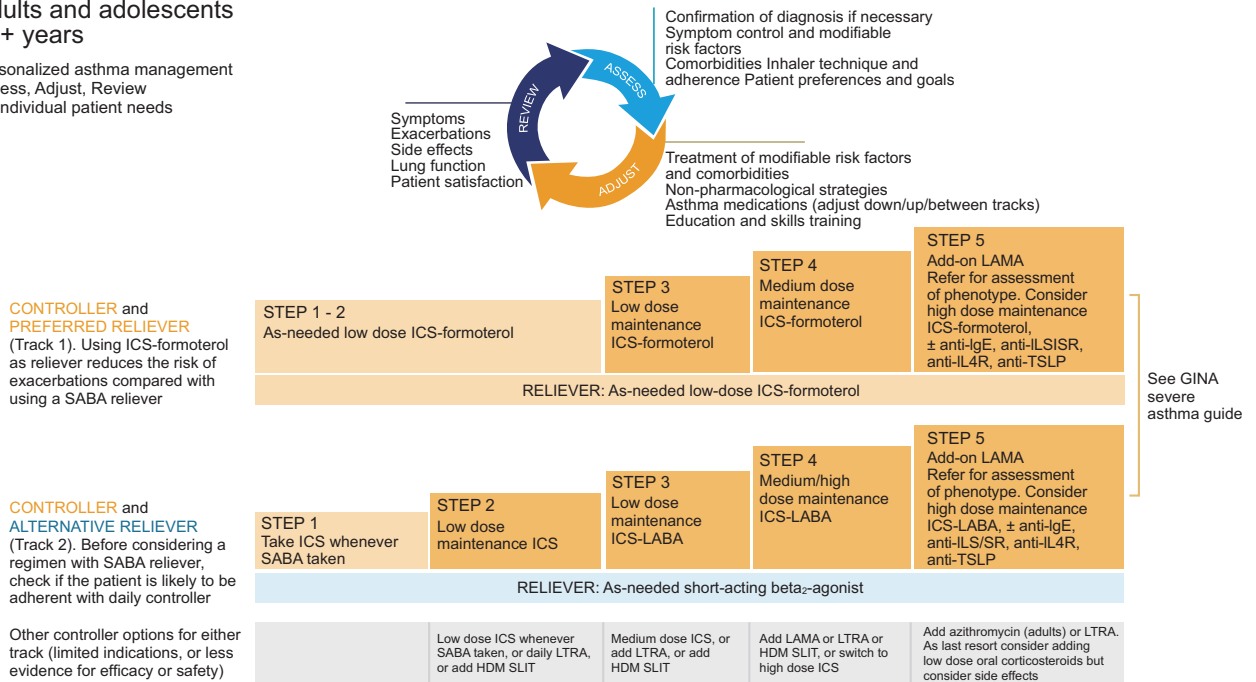 dults and adolescents
+ years
sonalized asthma management
ess, Adjust, Review
individual patient needs
Confirmation of diagnosis if necessary
Symptom control and modifiable
risk factors
Comorbidities Inhaler technique and
adherence Patient preferences and goals
ASSESS
REVIEW
ADJUST
Symptoms
Exacerbations
Side effects
Lung function
Patient satisfaction
Treatment of modifiable risk factors
and comorbidities
Non-pharmacological strategies
Asthma medications (adjust down/up/between tracks)
Education and skills training
CONTROLLER and
PREFERRED RELIEVER
(Track 1). Using ICS-formoterol
as reliever reduces the risk of
exacerbations compared with
using a SABA reliever
STEP 1 - 2
As-needed low dose ICS-formoterol
STEP 3
Low dose
maintenance
ICS-formoterol
STEP 4
Medium dose
maintenance
ICS-formoterol
STEP 5
Add-on LAMA
Refer for assessment
of phenotype. Consider
high dose maintenance
ICS-formoterol,
± anti-lgE, anti-ILSISR,
anti-IL4R, anti-TSLP
RELIEVER: As-needed low-dose ICS-formoterol
See GINA
severe
asthma guide
CONTROLLER and
ALTERNATIVE RELIEVER
(Track 2). Before considering a
regimen with SABA reliever,
check if the patient is likely to be
adherent with daily controller
STEP 1
Take ICS whenever
SABA taken
STEP 2
Low dose
maintenance ICS
STEP 3
Low dose
maintenance
ICS-LABA
STEP 4
Medium/high
dose maintenance
ICS-LABA
STEP 5
Add-on LAMA
Refer for assessment
of phenotype. Consider
high dose maintenance
ICS-LABA, ± anti-lgE,
anti-ILS/SR, anti-IL4R,
anti-TSLP
RELIEVER: As-needed short-acting beta₂-agonist
Other controller options for either
track (limited indications, or less
evidence for efficacy or safety)
Low dose ICS whenever
SABA taken, or daily LTRA,
or add HDM SLIT
Medium dose ICS, or
add LTRA, or add
HDM SLIT
Add LAMA or LTRA or
HDM SLIT, or switch to
high dose ICS
Add azithromycin (adults) or LTRA.
As last resort consider adding
low dose oral corticosteroids but
consider side effects